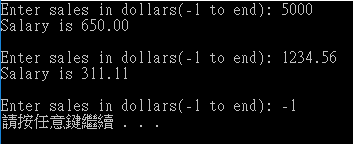 Enter sales in dollars(-1 to end): 5000
Salary is 650.00
Enter sales in dollars(-1 to end): 1234.56
Salary is 311.11
Enter sales in dollars(-1 to end): -1
請按任意鍵繼續 . . .